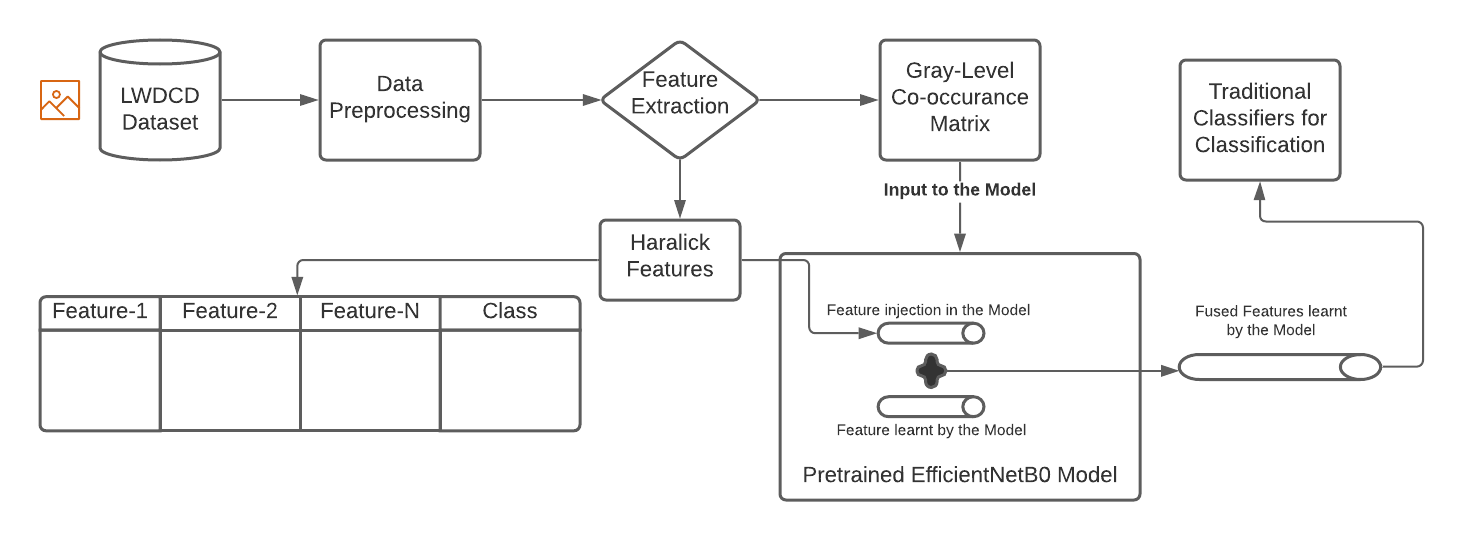 LWDCD
Dataset
Data
Preprocessing
Feature
Extraction
Gray-Level
Co-occurance
Matrix
Traditional
Classifiers for
Classification
Input to the Model
Haralick
Features
Feature-1
Feature-2
Feature-N
Class
Feature injection in the Model
Feature learnt by the Model
Pretrained EfficientNetB0 Model
Fused Features learnt
by the Model